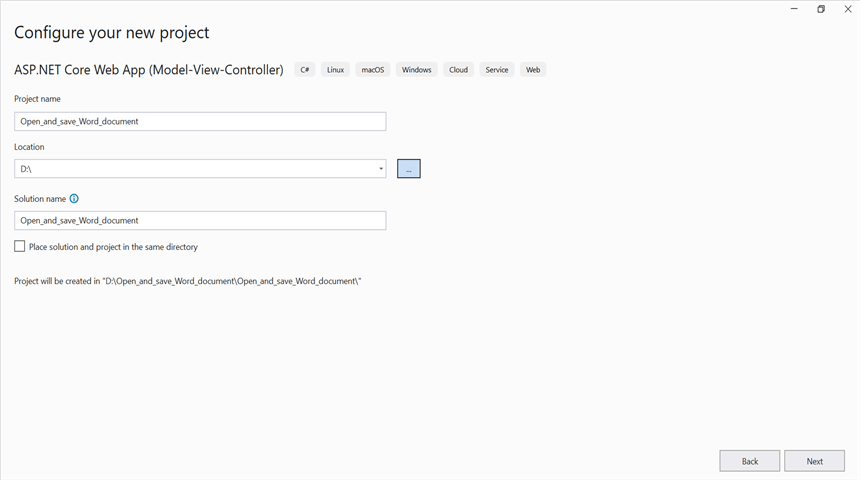 Configure your new project
ASP.NET Core Web App (Model-View-Controller) C# Linux macOS Windows Cloud Service Web
Project name
Open_and_save_Word_document
Location
D:\
...
Solution name
Open_and_save_Word_document
Place solution and project in the same directory
Project will be created in "D:\Open_and_save_Word_document\Open_and_save_Word_document\"
Back Next